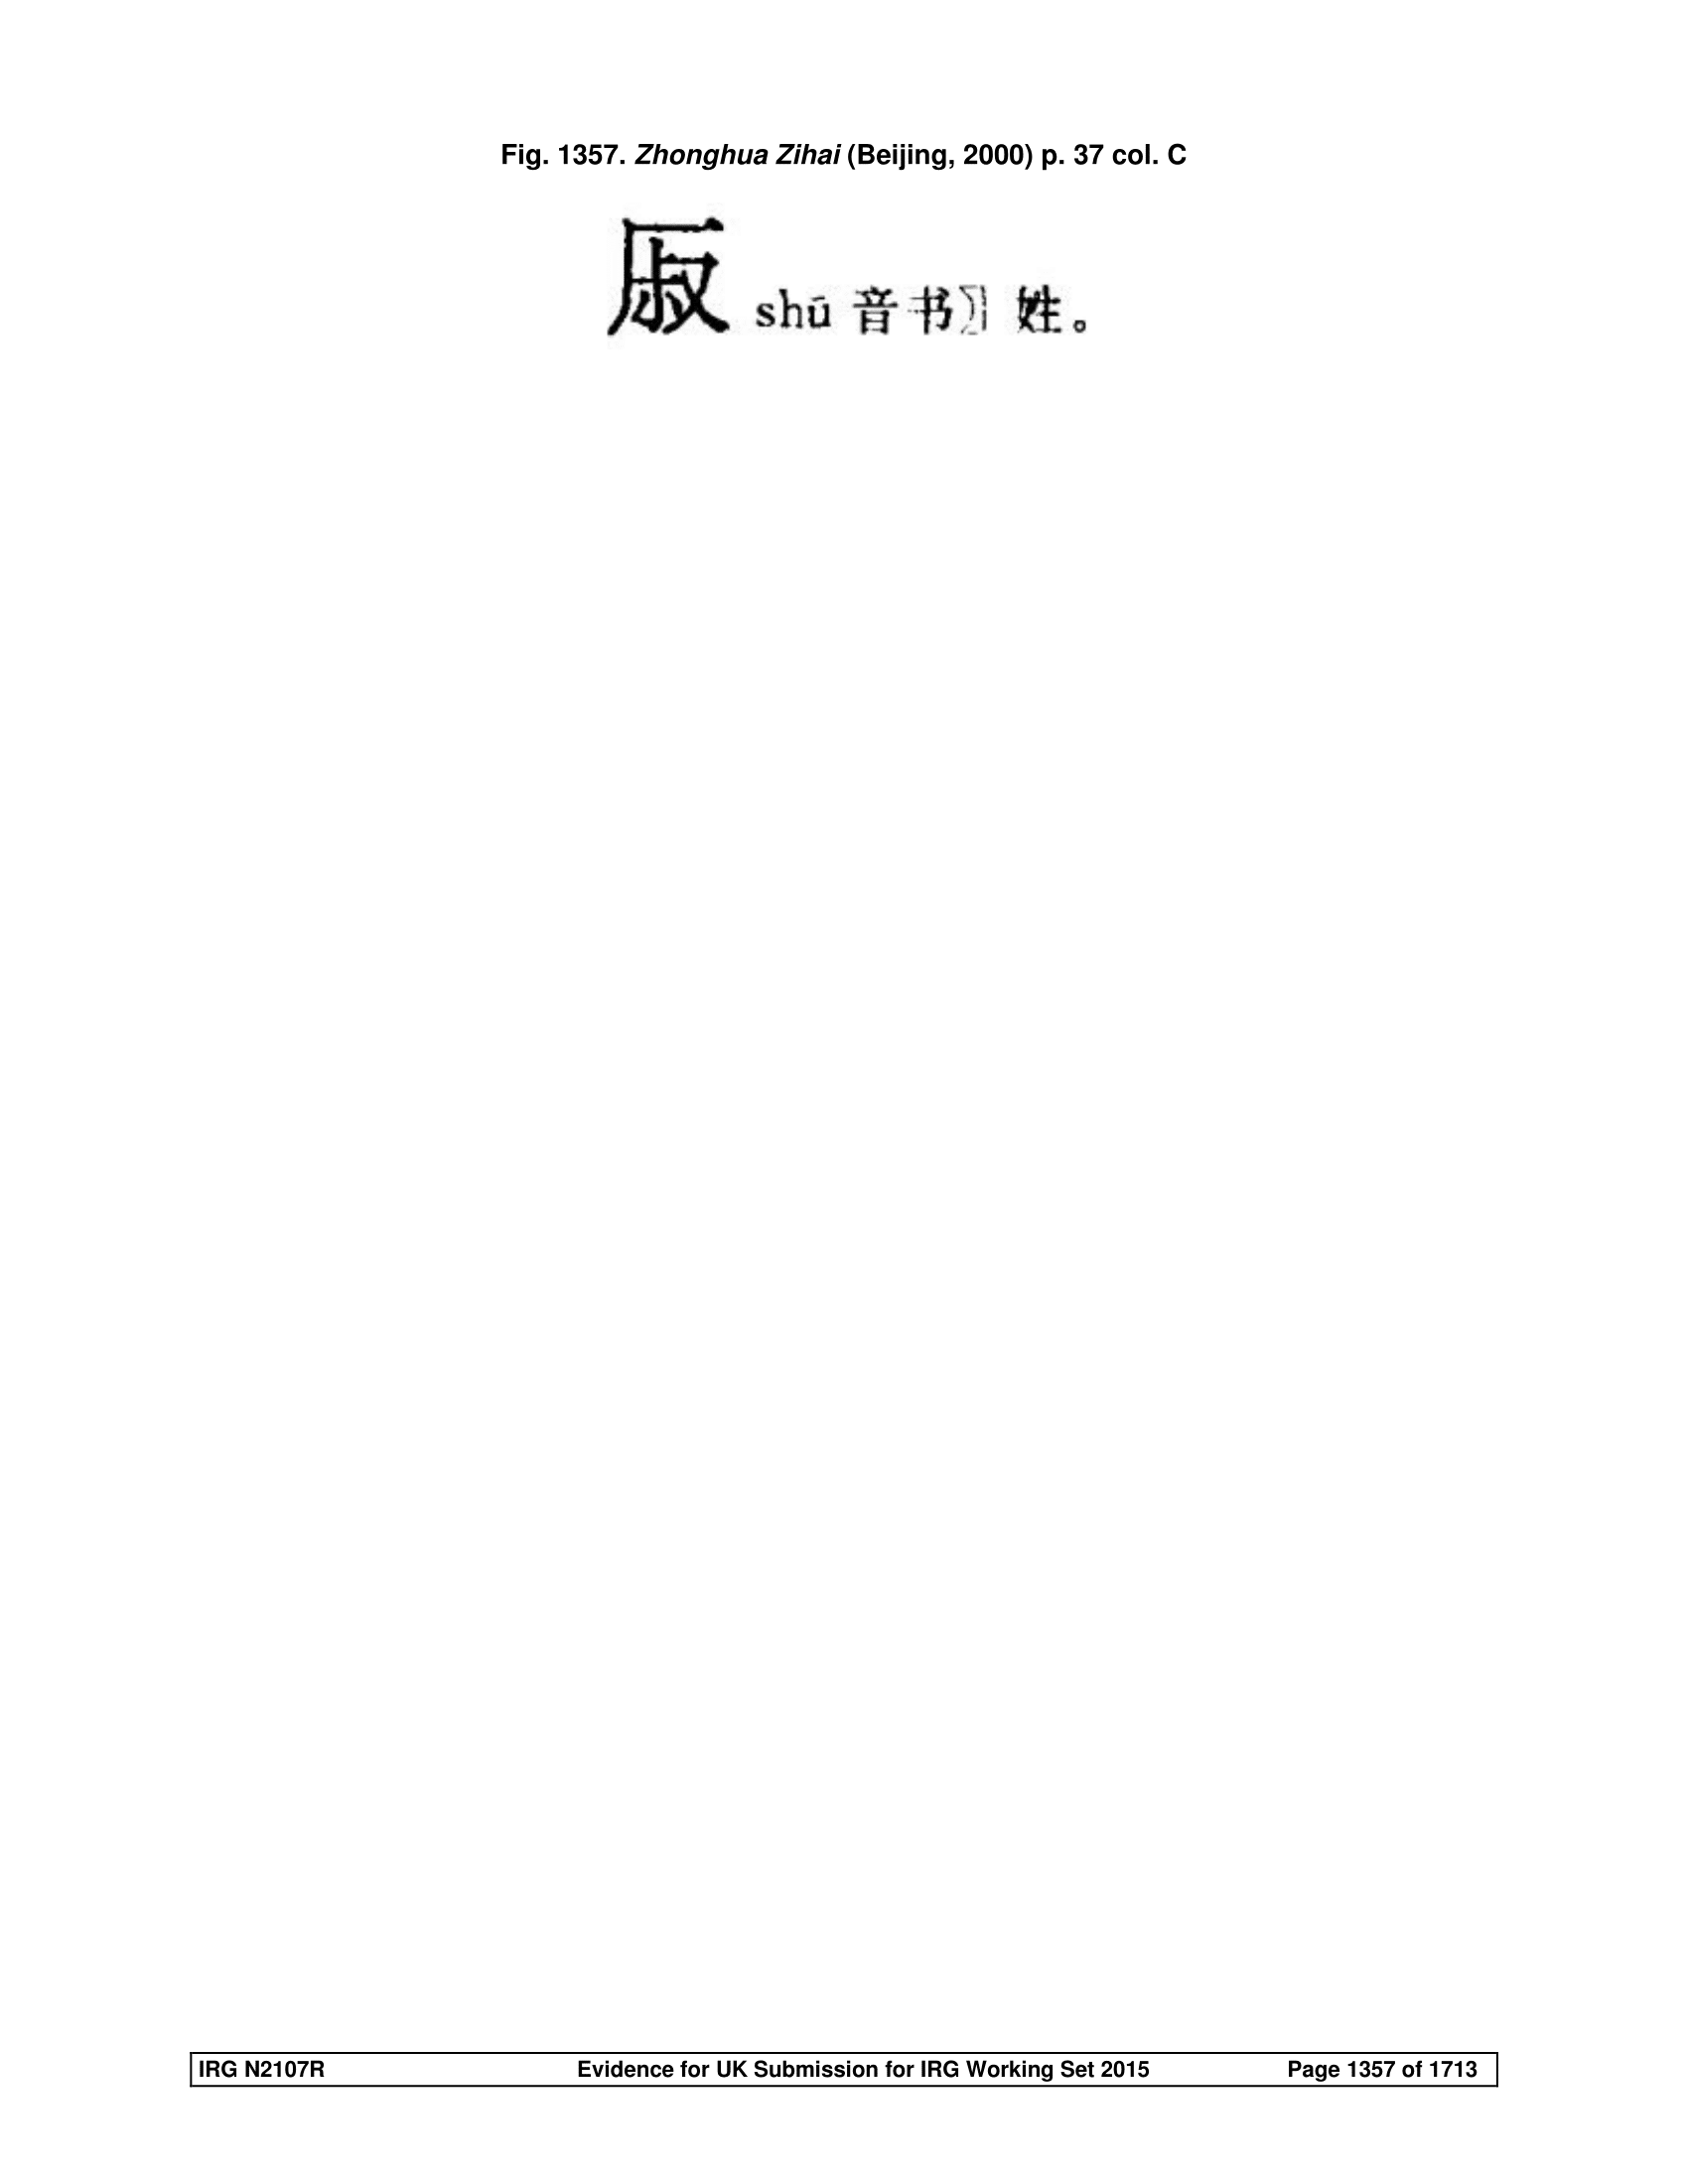 Fig. 1357. Zhonghua Zihai (Beijing, 2000) p. 37 col. C
shū 音书〗姓。
IRG N2107R Evidence for UK Submission for IRG Working Set 2015 Page 1357 of 1713